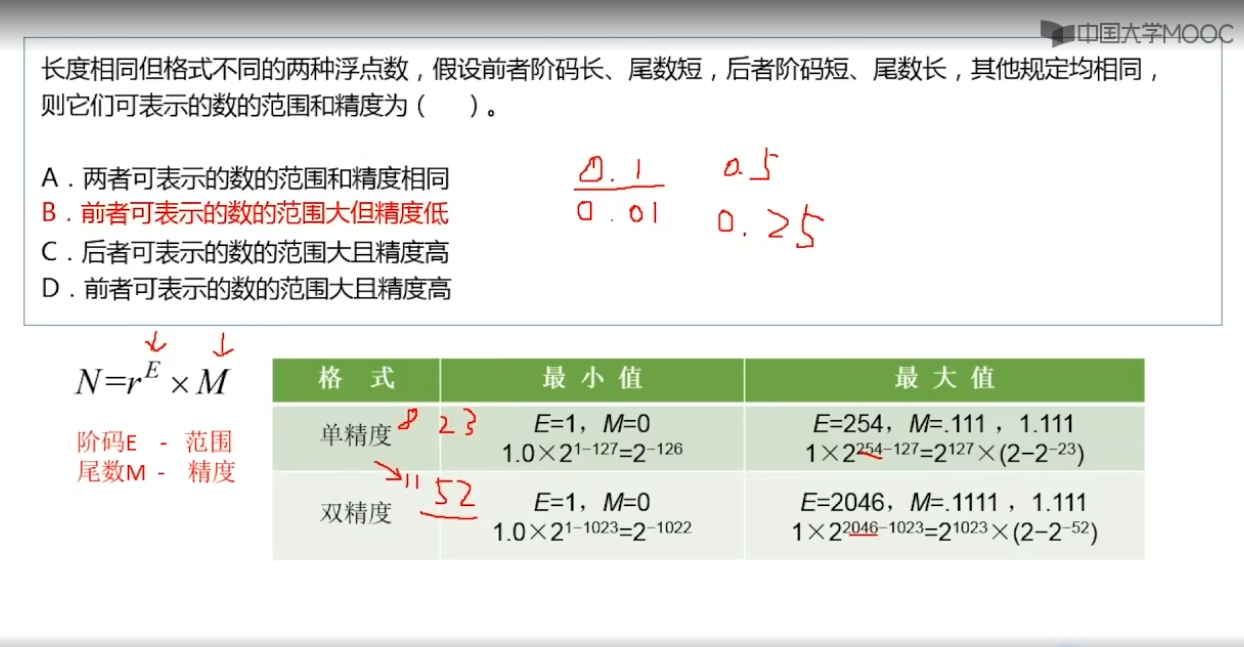 中国大学MOOC
长度相同但格式不同的两种浮点数，假设前者阶码长、尾数短，后者阶码短、尾数长，其他规定均相同，
则它们可表示的数的范围和精度为（　　）。
A．两者可表示的数的范围和精度相同
B．前者可表示的数的范围大但精度低
C．后者可表示的数的范围大且精度高
D．前者可表示的数的范围大且精度高
0.1　0.5
0.01　0.25
N=r^E × M
阶码E - 范围
尾数M - 精度
格 式　最 小 值　最 大 值
单精度　8　23　E=1，M=0　E=254，M=.111 ，1.111
1.0×2^1−127=2^−126　1×2^254−127=2^127×(2−2^−23)
双精度　11　52　E=1，M=0　E=2046，M=.1111 ，1.111
1.0×2^1−1023=2^−1022　1×2^2046−1023=2^1023×(2−2^−52)